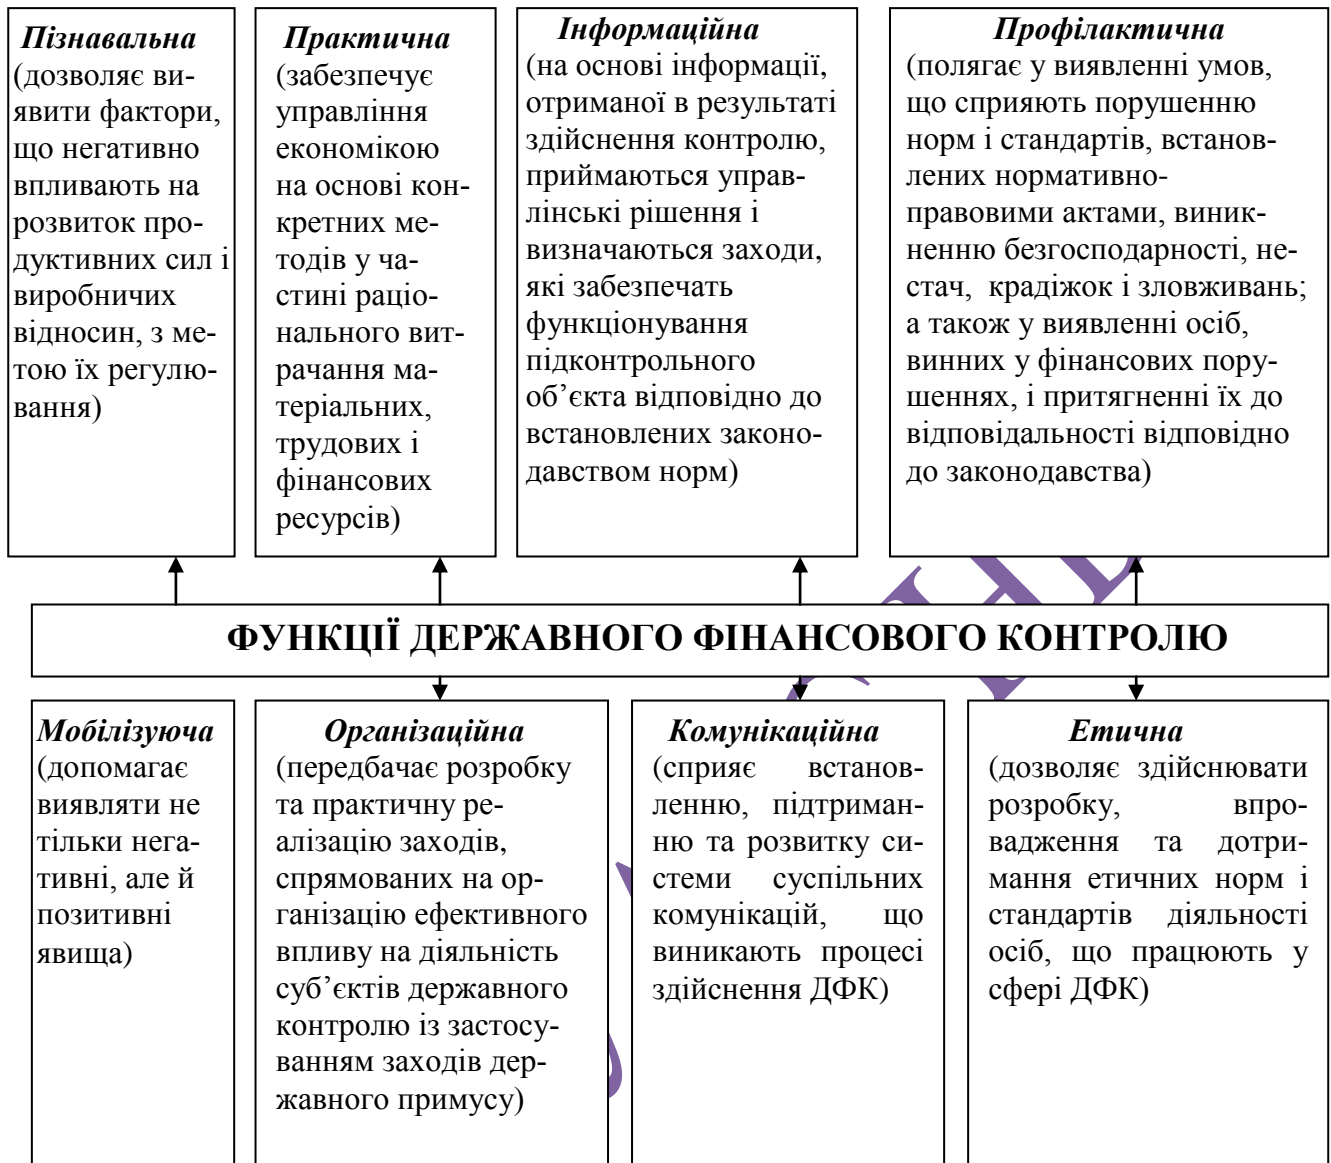 Пізнавальна
(дозволяє ви-
явити фактори,
що негативно
впливають на
розвиток про-
дуктивних сил і
виробничих
відносин, з ме-
тою їх регулю-
вання)
Практична
(забезпечує
управління
економікою
на основі кон-
кретних ме-
тодів у ча-
стині раціо-
нального вит-
рачання ма-
теріальних,
трудових і
фінансових
ресурсів)
Інформаційна
(на основі інформації,
отриманої в результаті
здійснення контролю,
приймаються управ-
лінські рішення і
визначаються заходи,
які забезпечать
функціонування
підконтрольного
об’єкта відповідно до
встановлених законо-
давством норм)
Профілактична
(полягає у виявленні умов,
що сприяють порушенню
норм і стандартів, встанов-
лених нормативно-
правовими актами, виник-
ненню безгосподарності, не-
стач, крадіжок і зловживань;
а також у виявленні осіб,
винних у фінансових пору-
шеннях, і притягненні їх до
відповідальності відповідно
до законодавства)
ФУНКЦІЇ ДЕРЖАВНОГО ФІНАНСОВОГО КОНТРОЛЮ
Мобілізуюча
(допомагає
виявляти не
тільки нега-
тивні, але й
позитивні
явища)
Організаційна
(передбачає розробку
та практичну ре-
алізацію заходів,
спрямованих на ор-
ганізацію ефективного
впливу на діяльність
суб’єктів державного
контролю із застосу-
ванням заходів дер-
жавного примусу)
Комунікаційна
(сприяє встанов-
ленню, підтриман-
ню та розвитку си-
стеми суспільних
комунікацій, що
виникають процесі
здійснення ДФК)
Етична
(дозволяє здійснювати
розробку, впро-
вадження та дотри-
мання етичних норм і
стандартів діяльності
осіб, що працюють у
сфері ДФК)